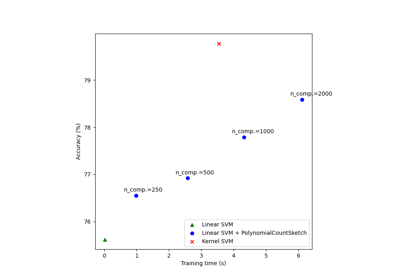 n_comp.=2000
n_comp.=1000
n_comp.=500
n_comp.=250
79
78
77
76
Accuracy (%)
Linear SVM
Linear SVM + PolynomialCountSketch
Kernel SVM
0 1 2 3 4 5 6
Training time (s)